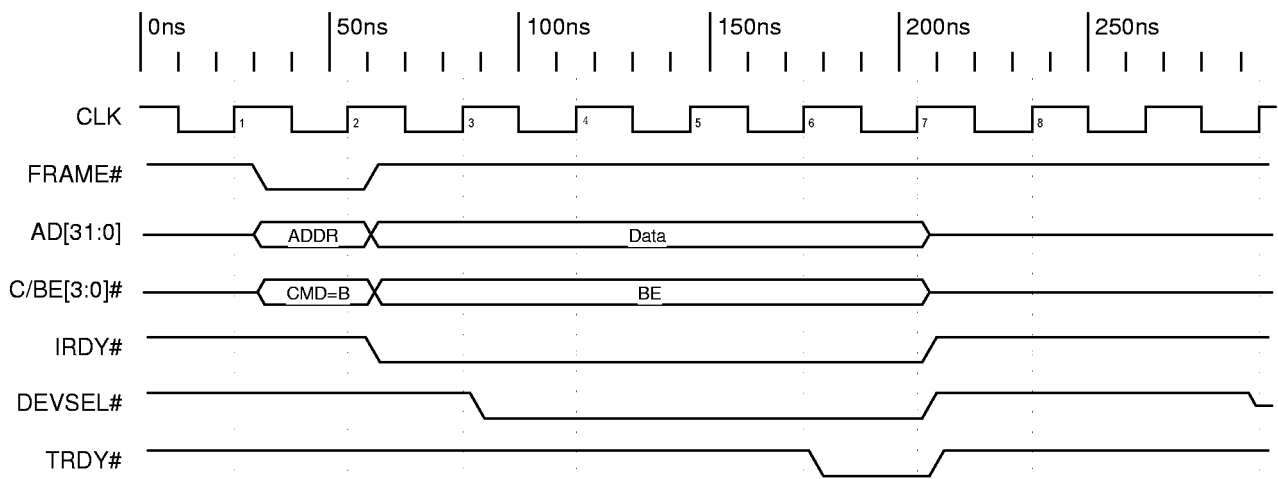 0ns 50ns 100ns 150ns 200ns 250ns
CLK 1 2 3 4 5 6 7 8
FRAME#
AD[31:0] ADDR Data
C/BE[3:0]# CMD=B BE
IRDY#
DEVSEL#
TRDY#